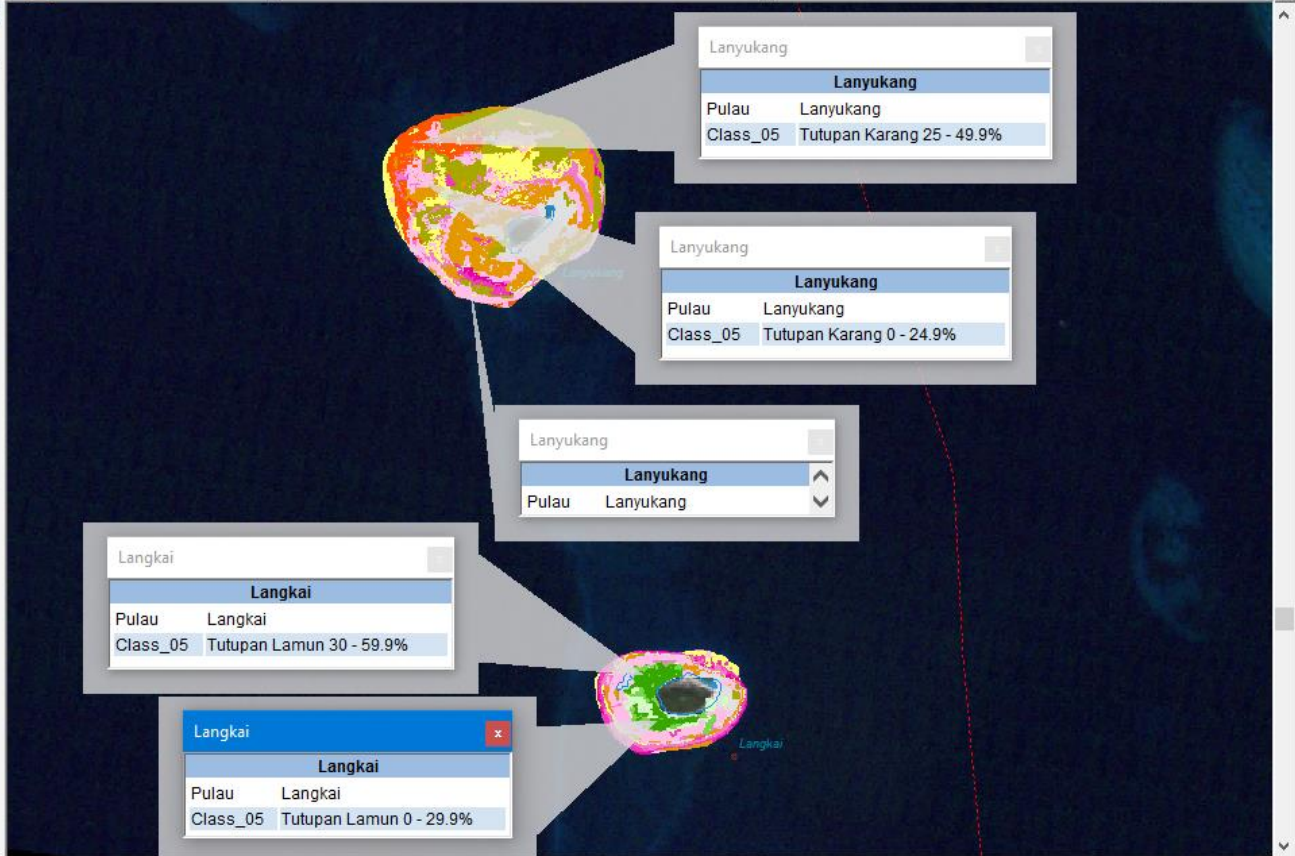 Lanyukang
Lanyukang
Pulau Lanyukang
Class_05 Tutupan Karang 25 - 49.9%
Lanyukang
Lanyukang
Pulau Lanyukang
Class_05 Tutupan Karang 0 - 24.9%
Lanyukang
Lanyukang
Lanyukang
Pulau Lanyukang
Langkai
Langkai
Pulau Langkai
Class_05 Tutupan Lamun 30 - 59.9%
Langkai
Langkai
Langkai
Pulau Langkai
Class_05 Tutupan Lamun 0 - 29.9%